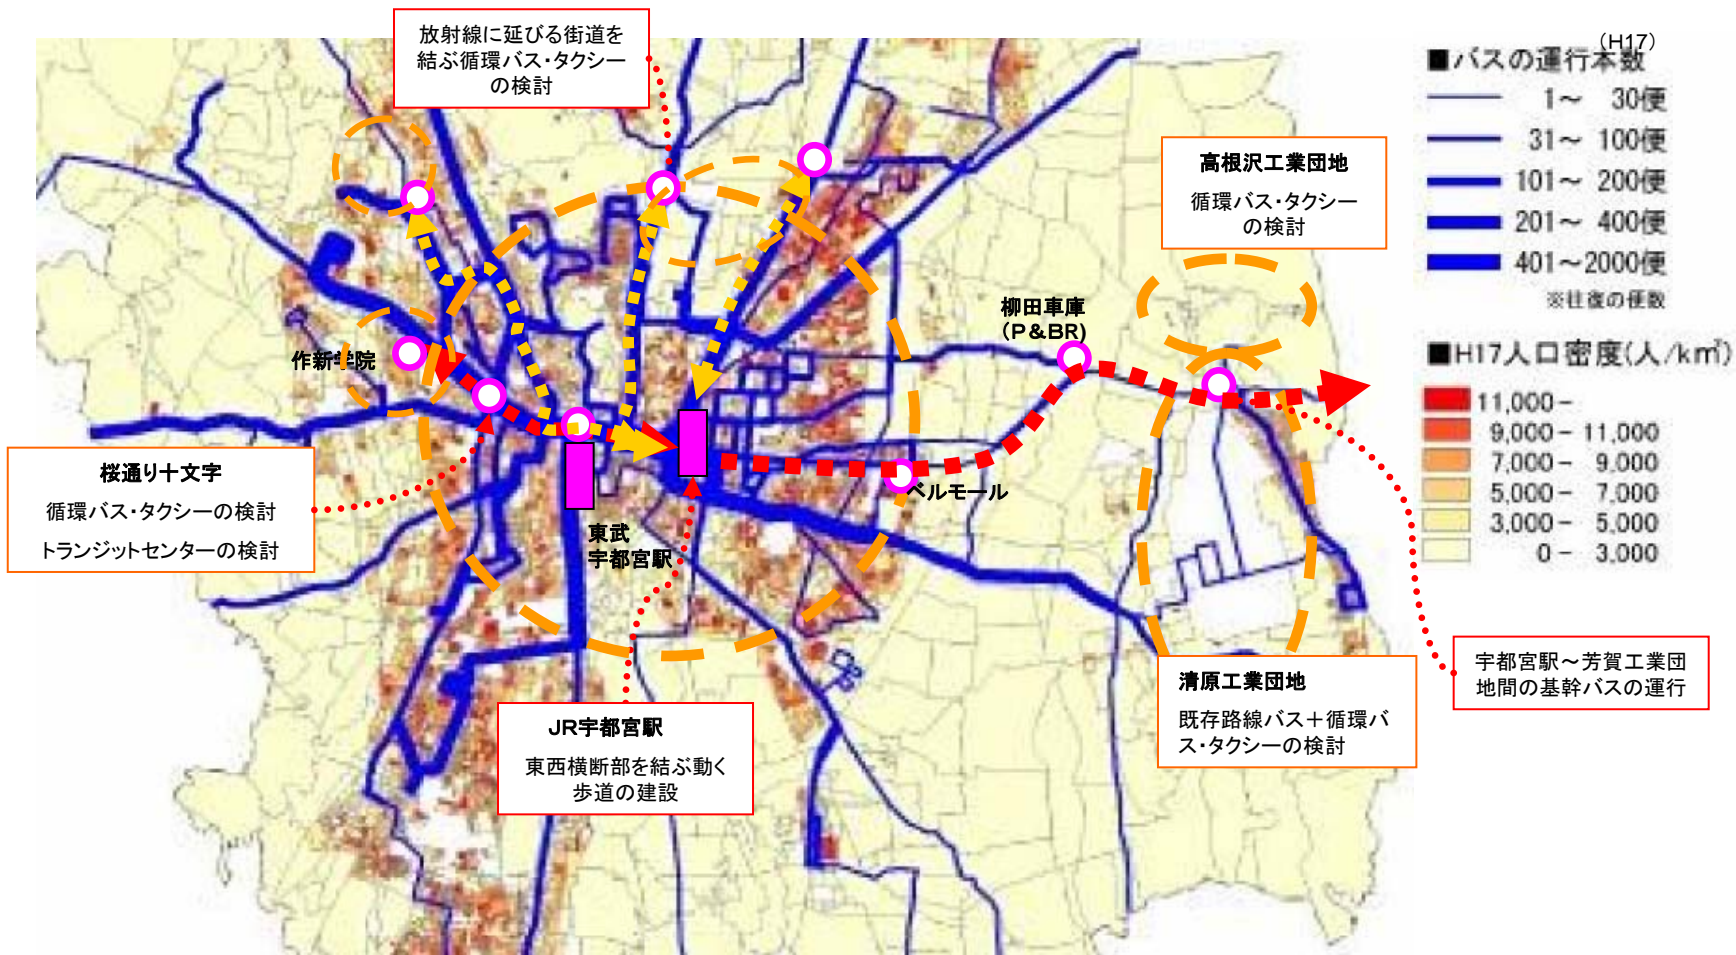 放射線に延びる街道を
結ぶ循環バス・タクシー
の検討
高根沢工業団地
循環バス・タクシー
の検討
柳田車庫
(P&BR)
作新学院
桜通り十文字
循環バス・タクシーの検討
トランジットセンターの検討
東武
宇都宮駅
ベルモール
JR宇都宮駅
東西横断部を結ぶ動く
歩道の建設
清原工業団地
既存路線バス＋循環バ
ス・タクシーの検討
宇都宮駅～芳賀工業団
地間の基幹バスの運行
(H17)
■バスの運行本数
1～ 30便
31～ 100便
101～ 200便
201～ 400便
401～2000便
※往復の便数
■H17人口密度(人/k㎡)
11,000 -
9,000 - 11,000
7,000 - 9,000
5,000 - 7,000
3,000 - 5,000
0 - 3,000